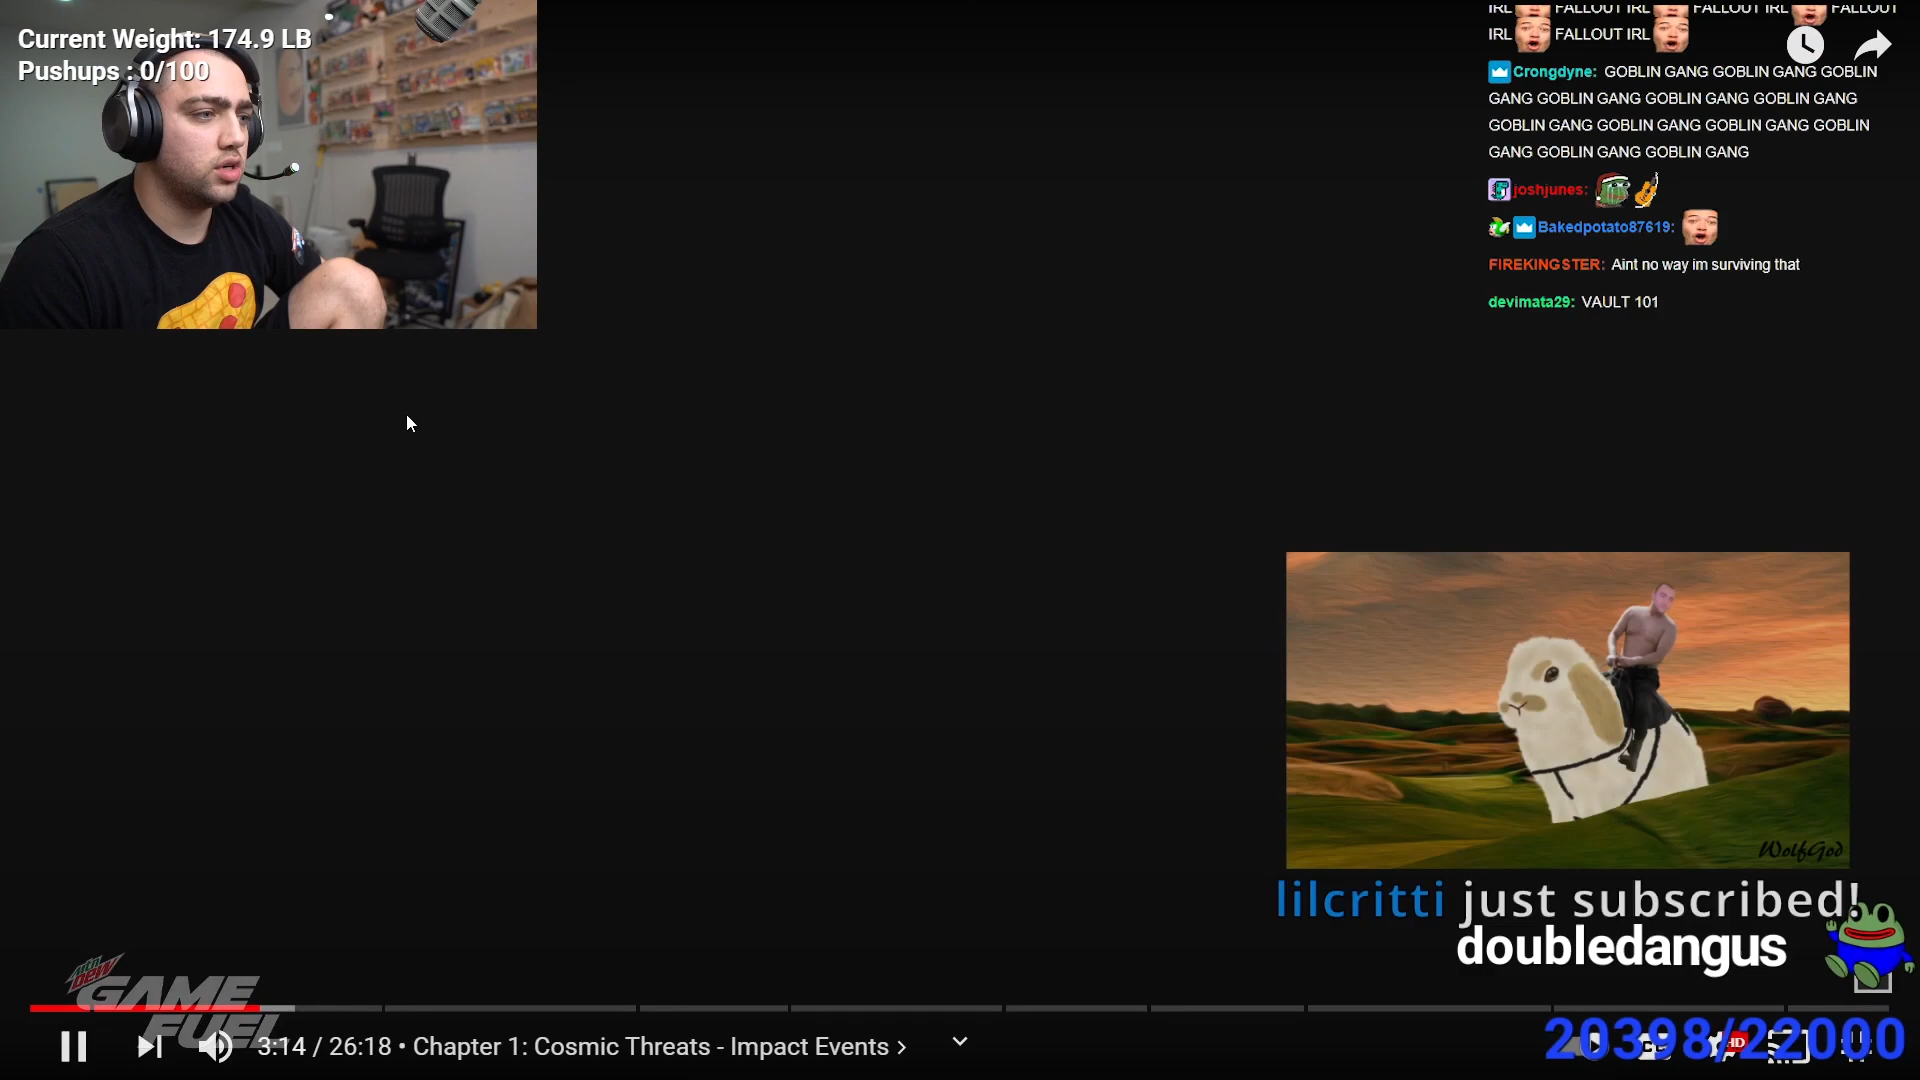 Current Weight: 174.9 LB
Pushups : 0/100
IRL FALLOUT IRL FALLOUT IRL FALLOUT
IRL FALLOUT IRL
Crongdyne: GOBLIN GANG GOBLIN GANG GOBLIN
GANG GOBLIN GANG GOBLIN GANG GOBLIN GANG
GOBLIN GANG GOBLIN GANG GOBLIN GANG GOBLIN
GANG GOBLIN GANG GOBLIN GANG
joshjunes:
Bakedpotato87619:
FIREKINGSTER: Aint no way im surviving that
devimata29: VAULT 101
WolfGod
lilcritti just subscribed!
doubledangus
mtn DEW
GAME
FUEL
3:14 / 26:18 • Chapter 1: Cosmic Threats - Impact Events
20398/22000
HD